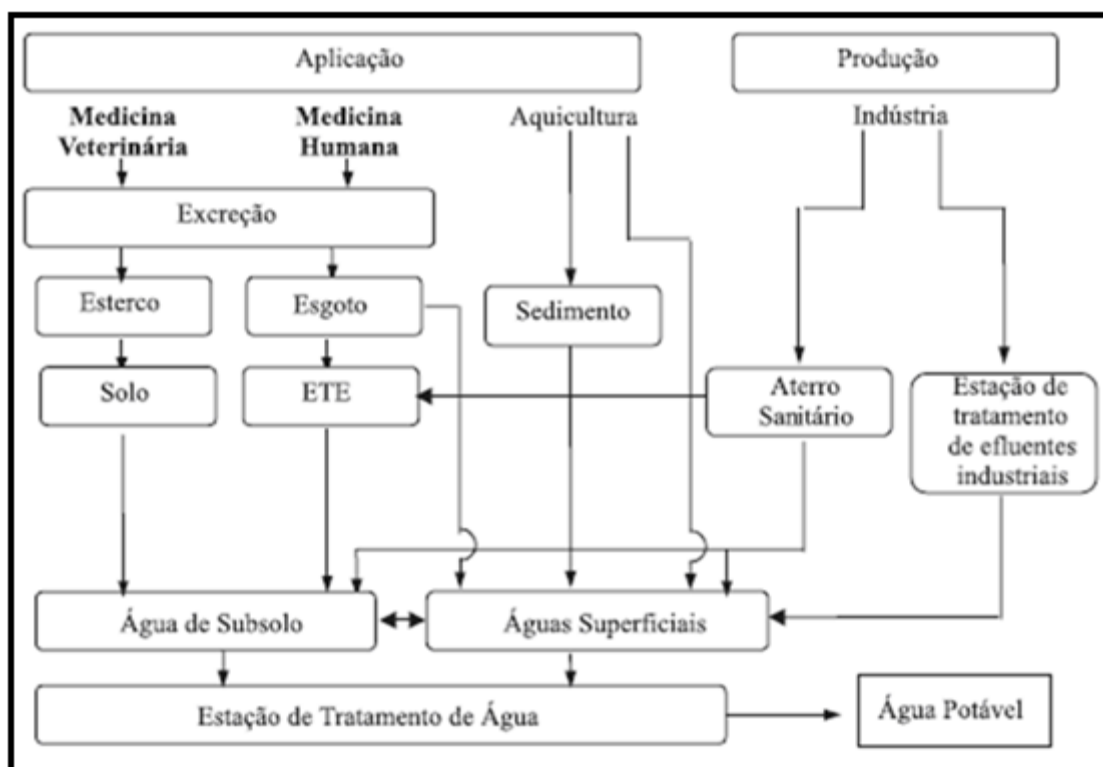 Aplicação
Produção
Medicina
Veterinária
Medicina
Humana
Aquicultura
Indústria
Excreção
Esterco
Esgoto
Sedimento
Solo
ETE
Aterro
Sanitário
Estação de
tratamento
de efluentes
industriais
Água de Subsolo
Águas Superficiais
Estação de Tratamento de Água
Água Potável